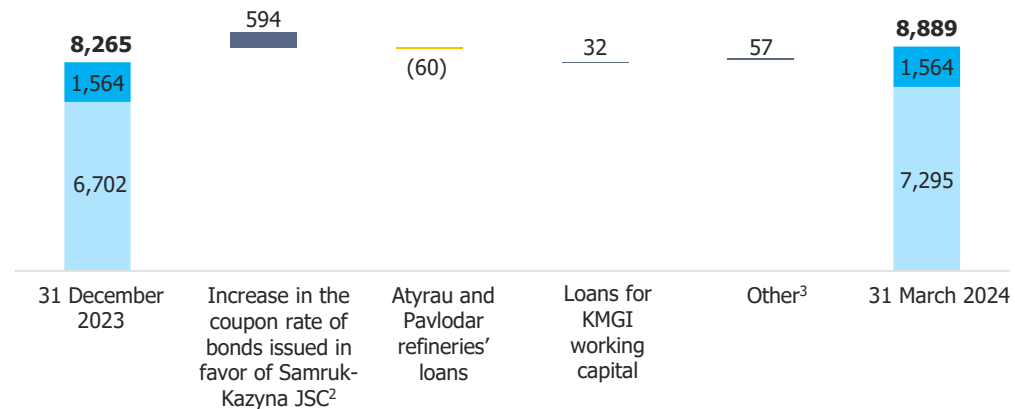 8,265
1,564
6,702
594
(60)
32
57
8,889
1,564
7,295
31 December
2023
Increase in the
coupon rate of
bonds issued in
favor of Samruk-
Kazyna JSC²
Atyrau and
Pavlodar
refineries’
loans
Loans for
KMGI
working
capital
Other³
31 March 2024